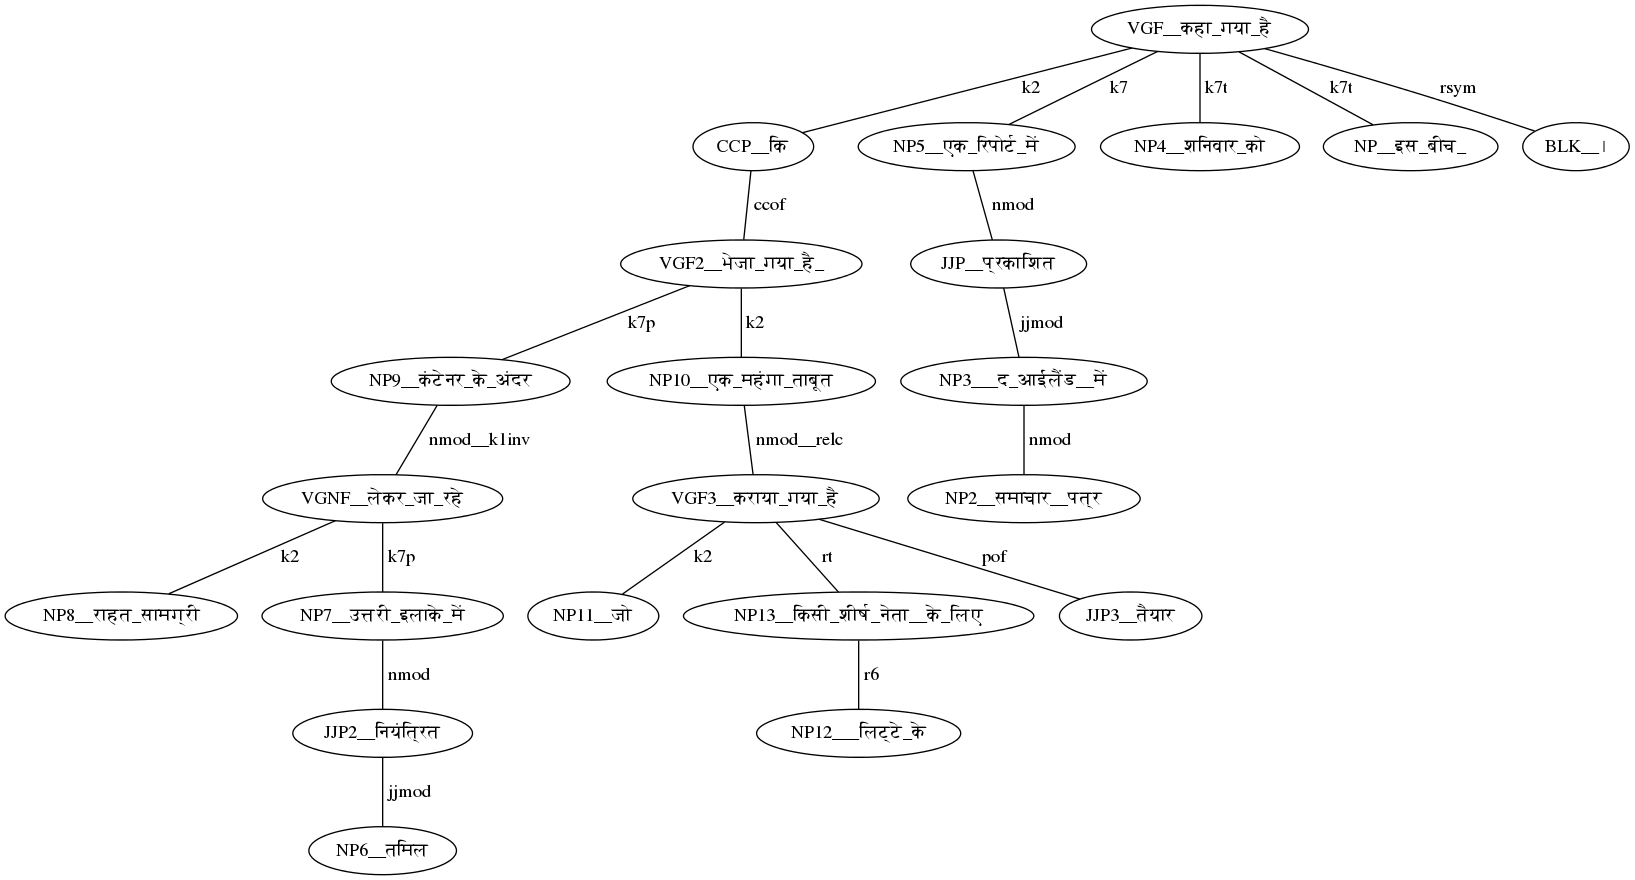 VGF__कहा_गया_है
k2 k7 k7t k7t rsym
CCP__कि NP5__एक_रिपोर्ट_में NP4__शनिवार_को NP__इस_बीच_ BLK__।
ccof nmod
VGF2__भेजा_गया_है_ JJP__प्रकाशित
k7p k2 jjmod
NP9__कंटेनर_के_अंदर NP10__एक_महंगा_ताबूत NP3___द_आईलैंड__में
nmod__k1inv nmod__relc nmod
VGNF__लेकर_जा_रहे VGF3__कराया_गया_है NP2__समाचार__पत्र
k2 k7p k2 rt pof
NP8__राहत_सामग्री NP7__उत्तरी_इलाके_में NP11__जो NP13__किसी_शीर्ष_नेता__के_लिए JJP3__तैयार
nmod r6
JJP2__नियंत्रित NP12___लिट्टे_के
jjmod
NP6__तमिल